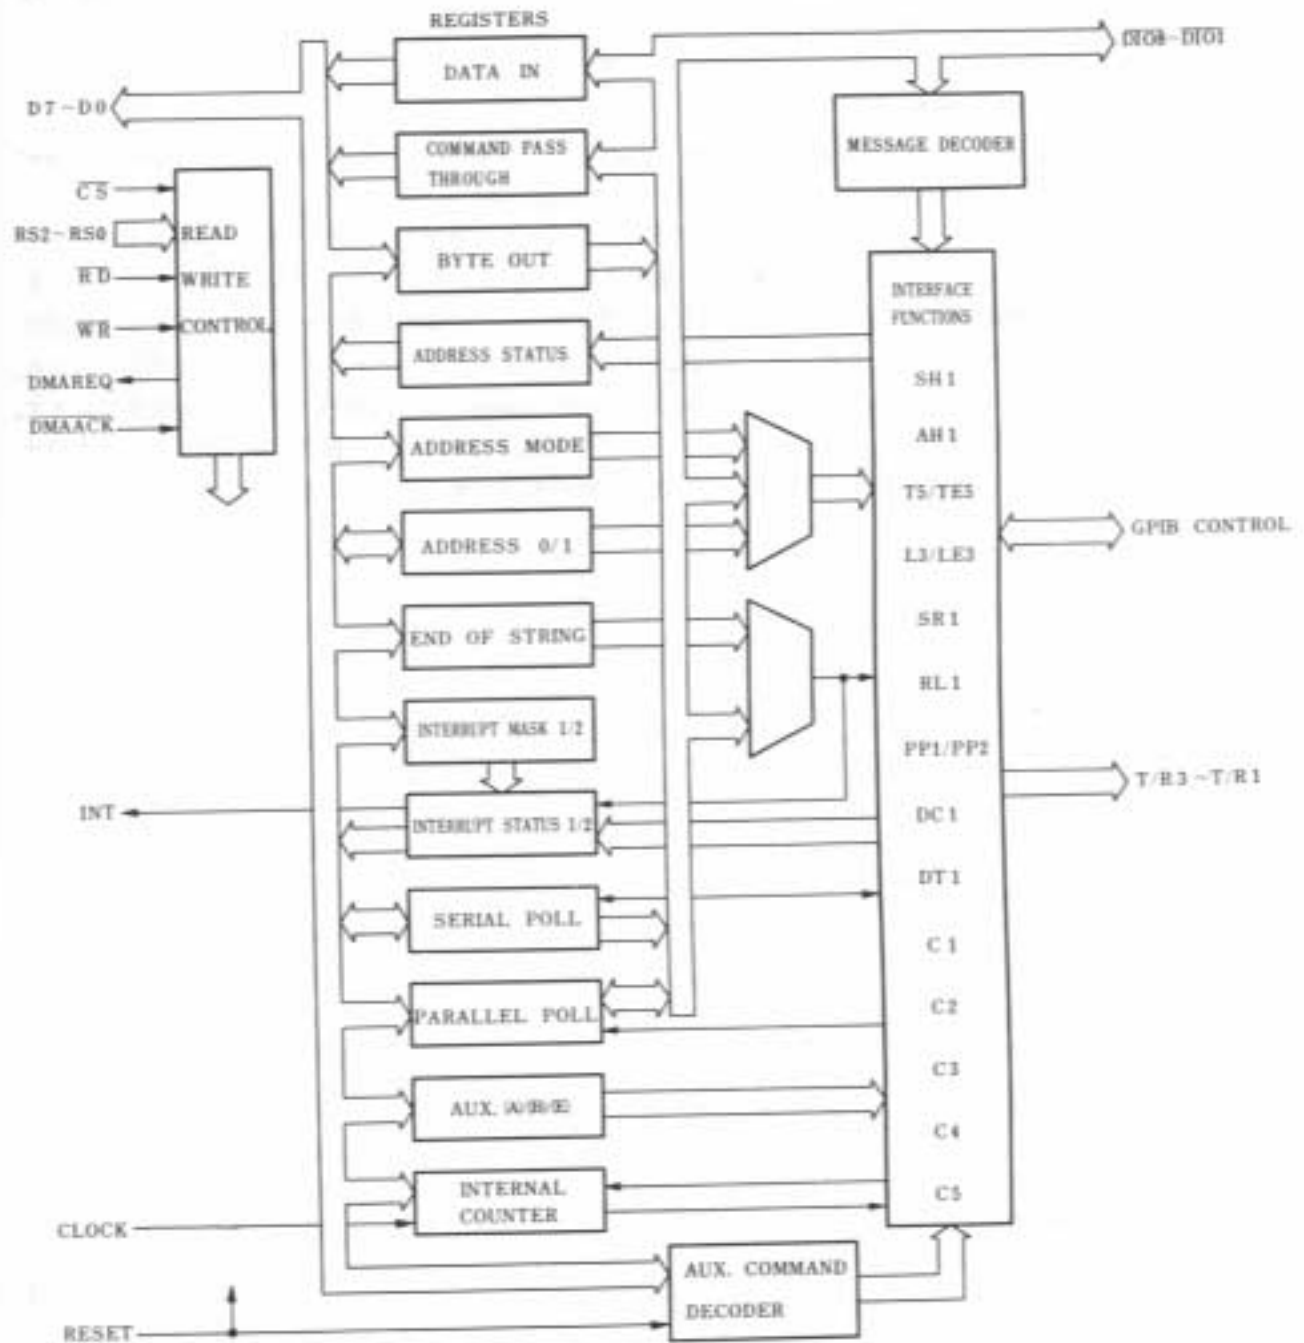 REGISTERS
DATA IN
DIO8~DIO1
D7~D0
COMMAND PASS
THROUGH
MESSAGE DECODER
CS
RS2~RS0
READ
RD
WRITE
WR
CONTROL
DMAREQ
DMAACK
BYTE OUT
INTERFACE
FUNCTIONS
ADDRESS STATUS
SH1
ADDRESS MODE
AH1
T5/TE5
GPIB CONTROL
ADDRESS 0/1
L3/LE3
END OF STRING
SR1
RL1
INTERRUPT MASK 1/2
PP1/PP2
T/R3~T/R1
INT
INTERRUPT STATUS 1/2
DC1
DT1
SERIAL POLL
C1
PARALLEL POLL
C2
C3
AUX. (A)/(B)/(E)
C4
INTERNAL
COUNTER
C5
CLOCK
AUX. COMMAND
DECODER
RESET